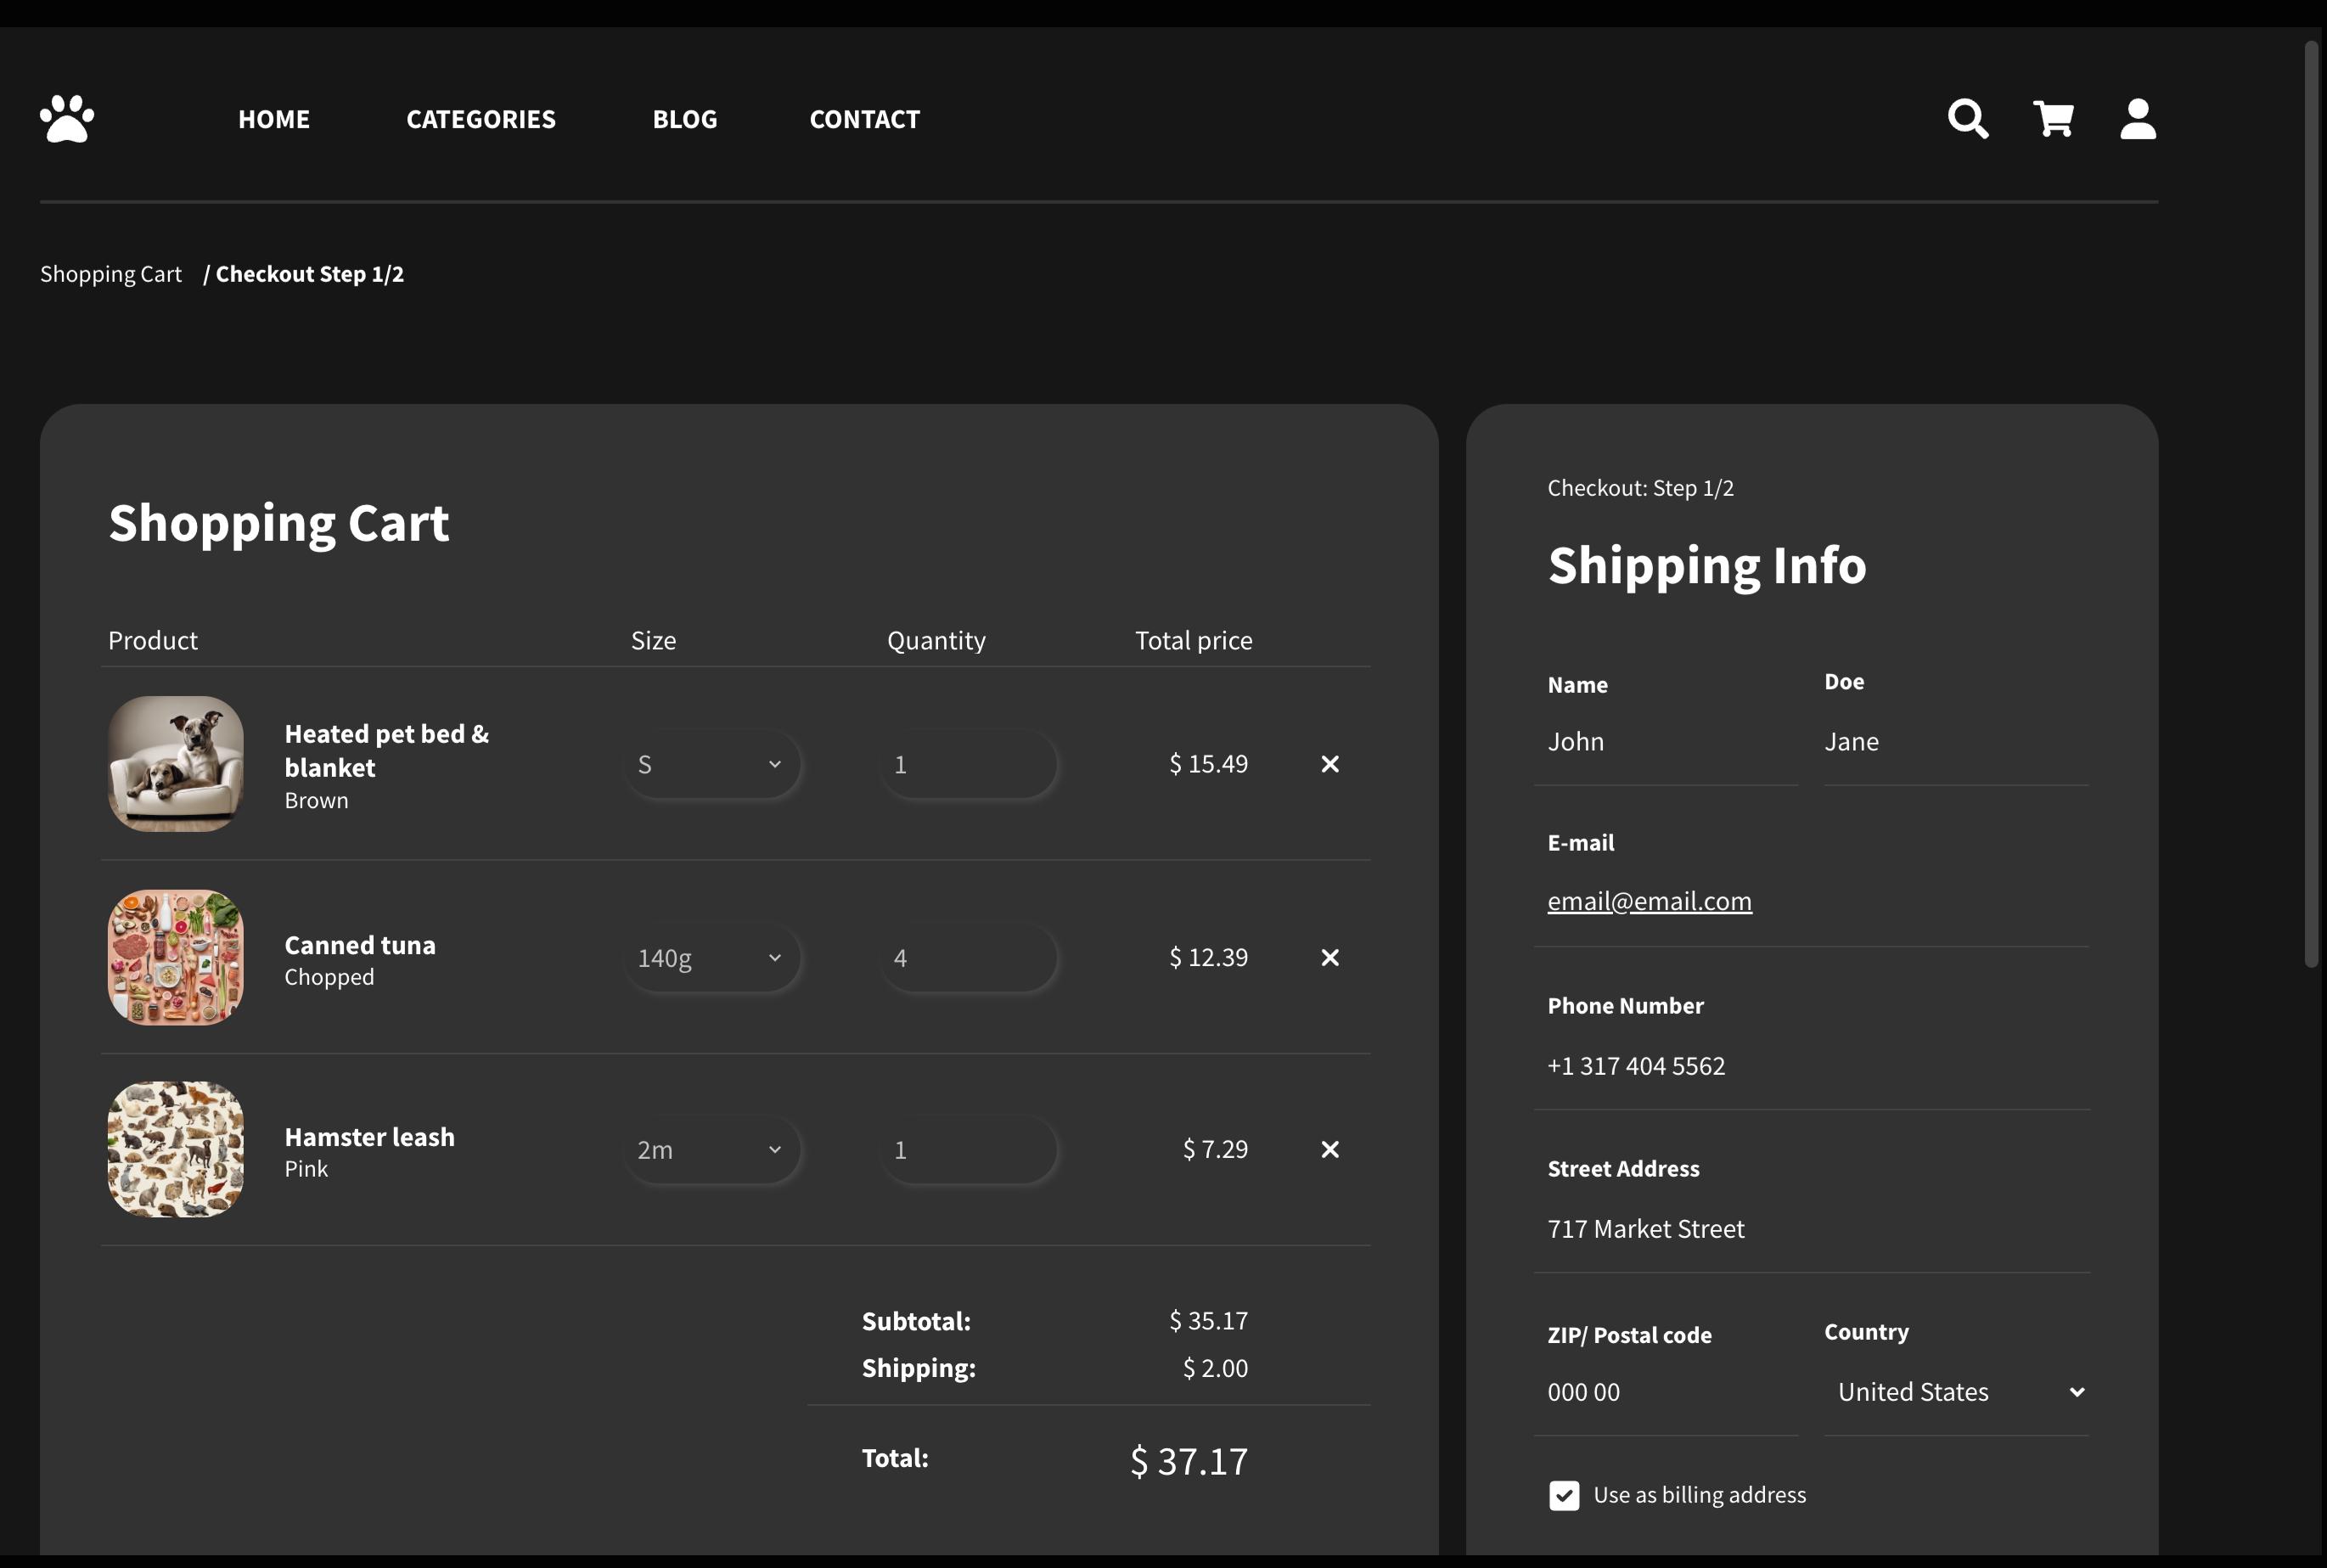 HOME
CATEGORIES
BLOG
CONTACT
Shopping Cart / Checkout Step 1/2
Shopping Cart
Product
Size
Quantity
Total price
Heated pet bed &
blanket
Brown
S
1
$ 15.49
Canned tuna
Chopped
140g
4
$ 12.39
Hamster leash
Pink
2m
1
$ 7.29
Subtotal:
$ 35.17
Shipping:
$ 2.00
Total:
$ 37.17
Checkout: Step 1/2
Shipping Info
Name
Doe
John
Jane
E-mail
email@email.com
Phone Number
+1 317 404 5562
Street Address
717 Market Street
ZIP/ Postal code
Country
000 00
United States
Use as billing address